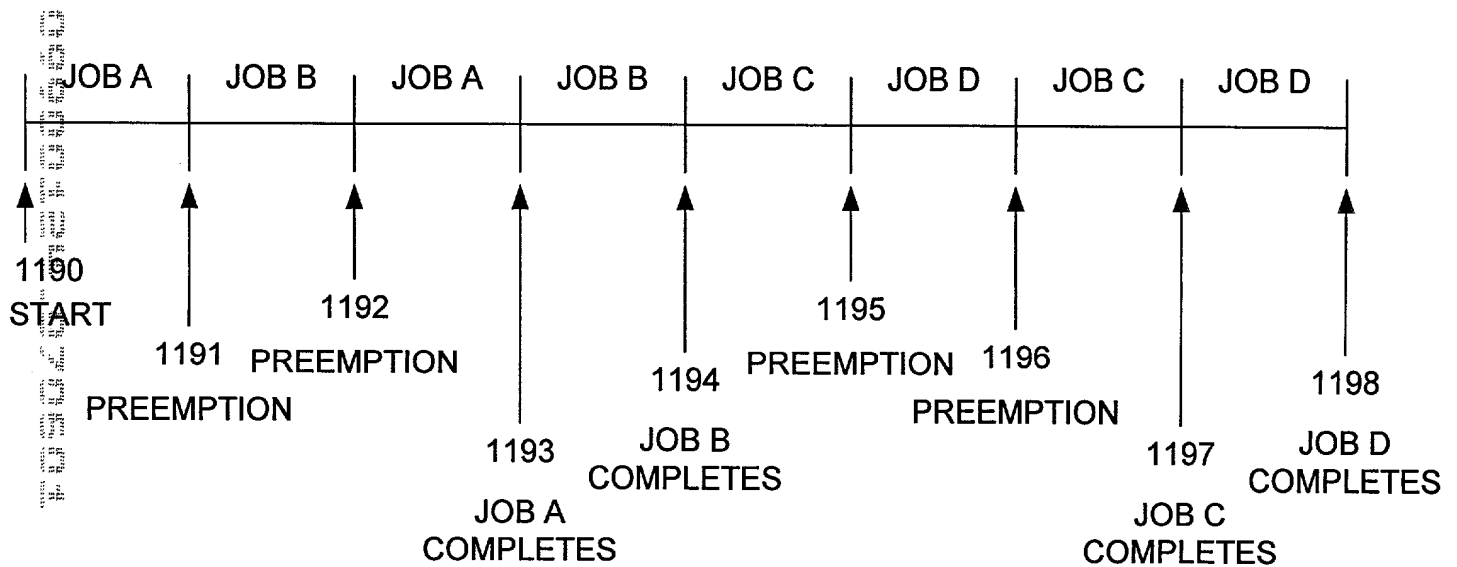 JOB A JOB B JOB A JOB B JOB C JOB D JOB C JOB D
1190
START
1191
PREEMPTION
1192
PREEMPTION
1193
JOB A
COMPLETES
1194
JOB B
COMPLETES
1195
PREEMPTION
1196
PREEMPTION
1197
JOB C
COMPLETES
1198
JOB D
COMPLETES